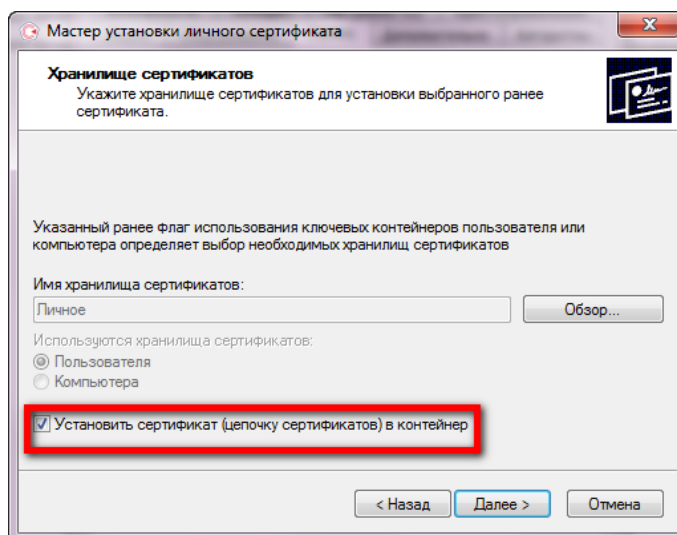 Мастер установки личного сертификата
Хранилище сертификатов
Укажите хранилище сертификатов для установки выбранного ранее
сертификата.
Указанный ранее флаг использования ключевых контейнеров пользователя или
компьютера определяет выбор необходимых хранилищ сертификатов
Имя хранилища сертификатов:
Личное
Обзор...
Используются хранилища сертификатов:
Пользователя
Компьютера
Установить сертификат (цепочку сертификатов) в контейнер
< Назад
Далее >
Отмена